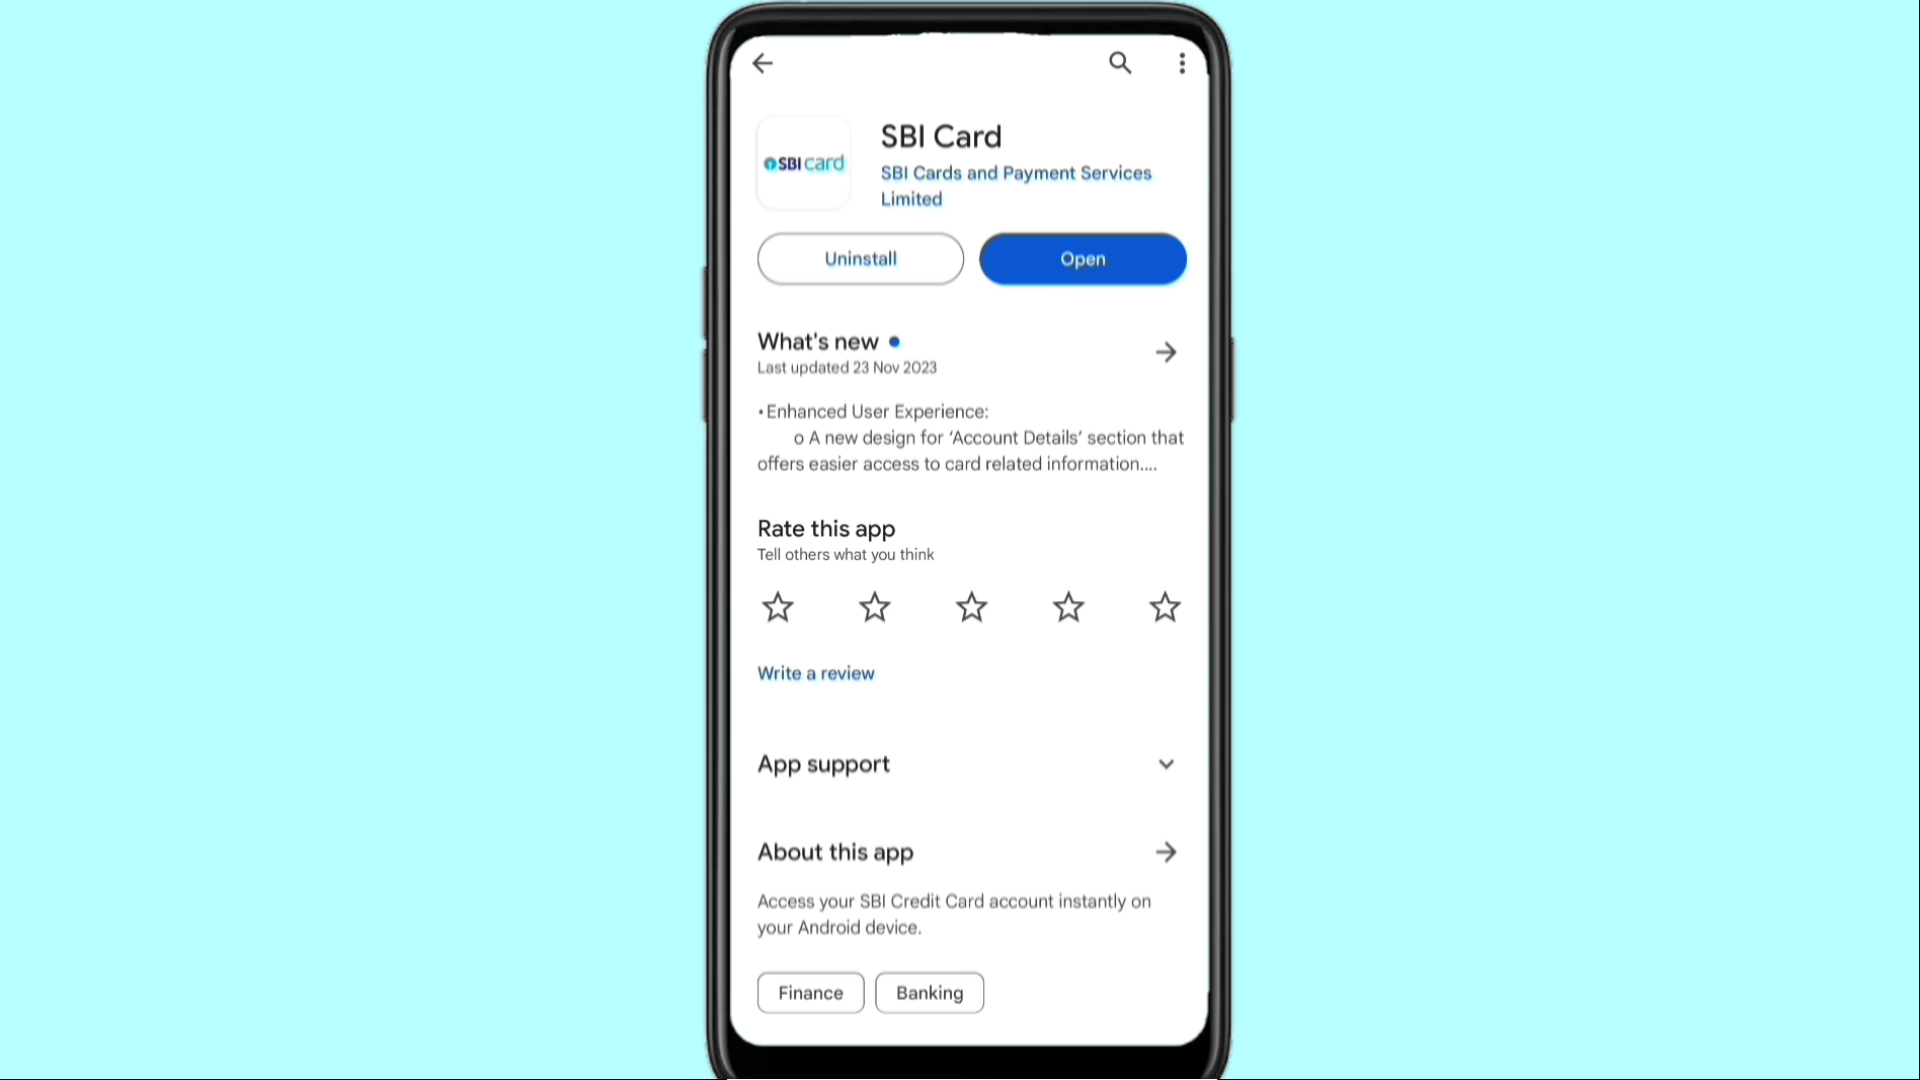 SBI card
SBI Card
SBI Cards and Payment Services
Limited
Uninstall
Open
What's new
Last updated 23 Nov 2023
•Enhanced User Experience:
o A new design for ‘Account Details’ section that
offers easier access to card related information....
Rate this app
Tell others what you think
Write a review
App support
About this app
Access your SBI Credit Card account instantly on
your Android device.
Finance
Banking